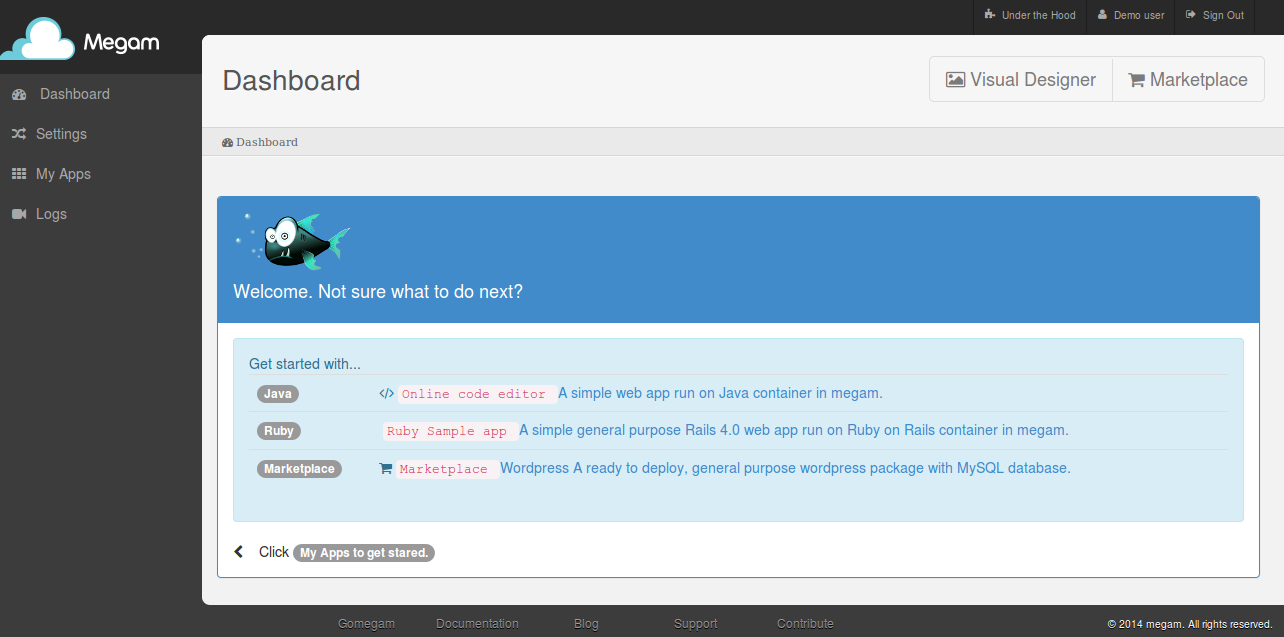 Under the Hood
Demo user
Sign Out
Megam
Dashboard
Settings
My Apps
Logs
Dashboard
Visual Designer
Marketplace
Dashboard
Welcome. Not sure what to do next?
Get started with...
Java </> Online code editor A simple web app run on Java container in megam.
Ruby Ruby Sample app A simple general purpose Rails 4.0 web app run on Ruby on Rails container in megam.
Marketplace Marketplace Wordpress A ready to deploy, general purpose wordpress package with MySQL database.
Click My Apps to get stared.
Gomegam Documentation Blog Support Contribute © 2014 megam. All rights reserved.